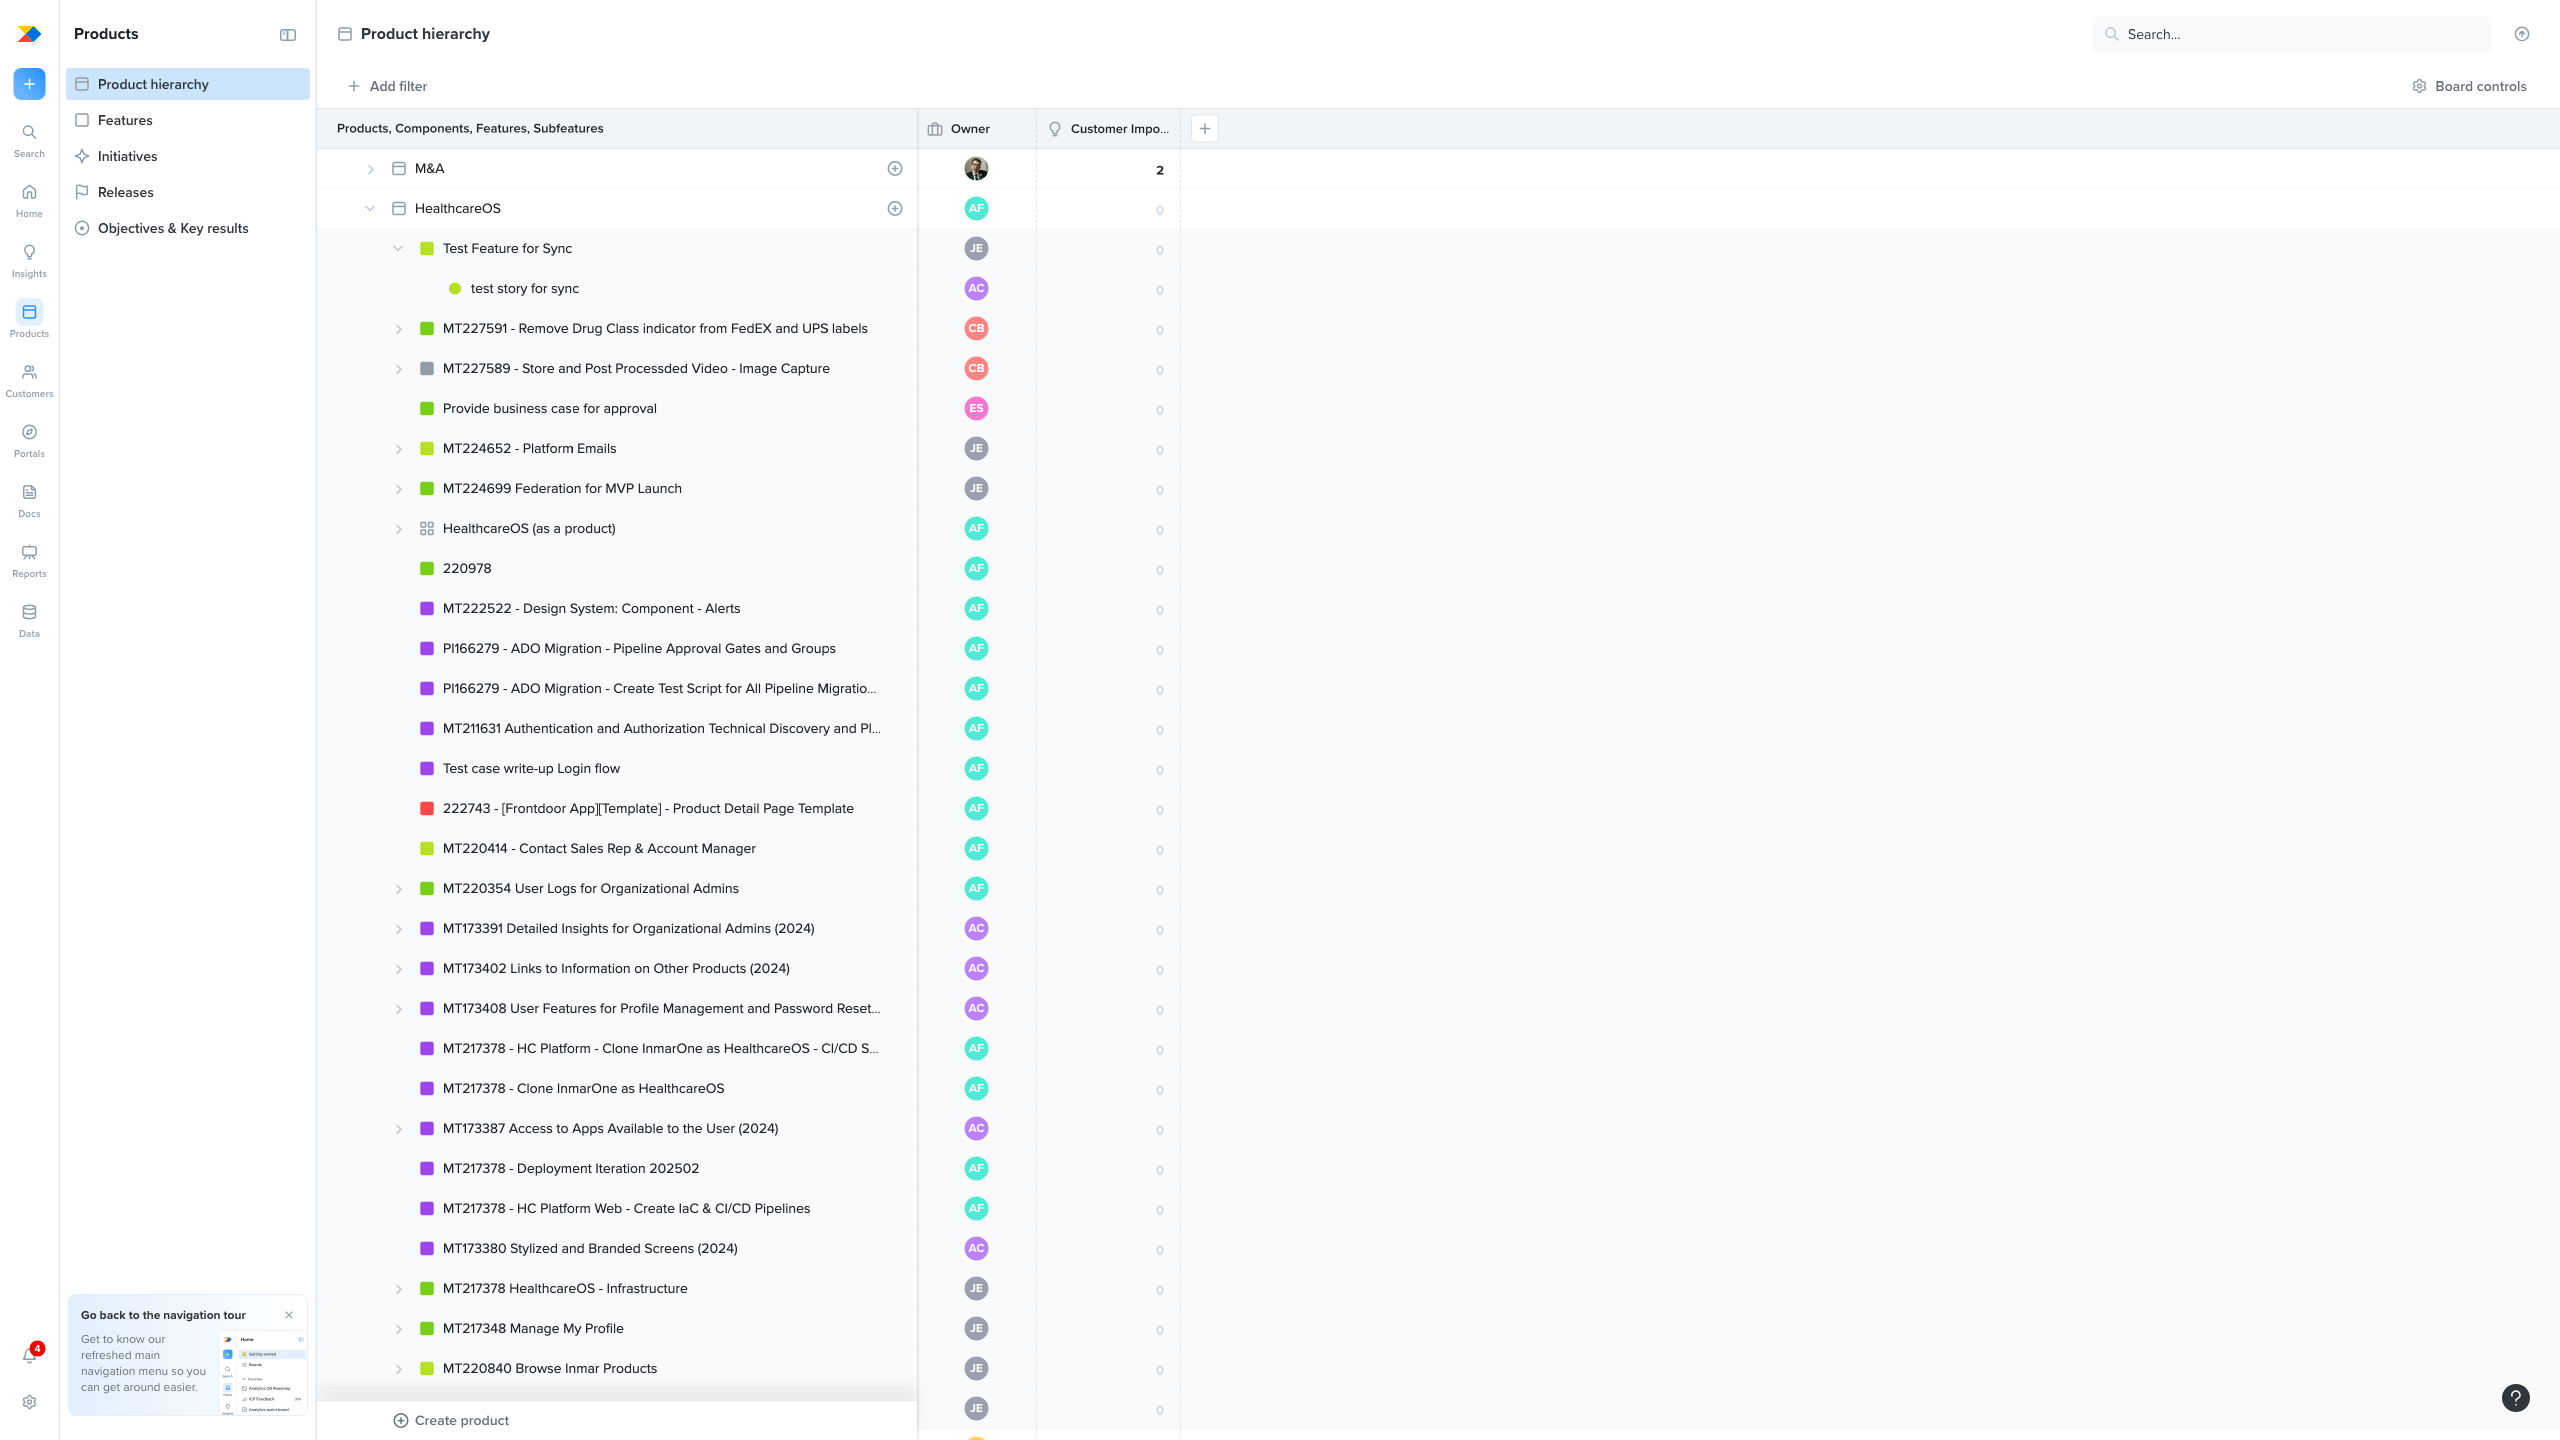 Products
Product hierarchy
Features
Initiatives
Releases
Objectives & Key results
Search
Home
Insights
Products
Customers
Portals
Docs
Reports
Data
4
Go back to the navigation tour
Get to know our
refreshed main
navigation menu so you
can get around easier.
Home
Getting started
Boards
Favorites
Analytics Q3 Roadmap
ICP Feedback
Analytics sprint board
Product hierarchy
Search...
Add filter
Board controls
Products, Components, Features, Subfeatures Owner Customer Impo...
M&A 2
HealthcareOS AF 0
Test Feature for Sync JE 0
test story for sync AC 0
MT227591 - Remove Drug Class indicator from FedEX and UPS labels CB 0
MT227589 - Store and Post Processded Video - Image Capture CB 0
Provide business case for approval ES 0
MT224652 - Platform Emails JE 0
MT224699 Federation for MVP Launch JE 0
HealthcareOS (as a product) AF 0
220978 AF 0
MT222522 - Design System: Component - Alerts AF 0
PI166279 - ADO Migration - Pipeline Approval Gates and Groups AF 0
PI166279 - ADO Migration - Create Test Script for All Pipeline Migratio... AF 0
MT211631 Authentication and Authorization Technical Discovery and Pl... AF 0
Test case write-up Login flow AF 0
222743 - [Frontdoor App][Template] - Product Detail Page Template AF 0
MT220414 - Contact Sales Rep & Account Manager AF 0
MT220354 User Logs for Organizational Admins AF 0
MT173391 Detailed Insights for Organizational Admins (2024) AC 0
MT173402 Links to Information on Other Products (2024) AC 0
MT173408 User Features for Profile Management and Password Reset... AC 0
MT217378 - HC Platform - Clone InmarOne as HealthcareOS - CI/CD S... AF 0
MT217378 - Clone InmarOne as HealthcareOS AF 0
MT173387 Access to Apps Available to the User (2024) AC 0
MT217378 - Deployment Iteration 202502 AF 0
MT217378 - HC Platform Web - Create IaC & CI/CD Pipelines AF 0
MT173380 Stylized and Branded Screens (2024) AC 0
MT217378 HealthcareOS - Infrastructure JE 0
MT217348 Manage My Profile JE 0
MT220840 Browse Inmar Products JE 0
JE 0
Create product
?